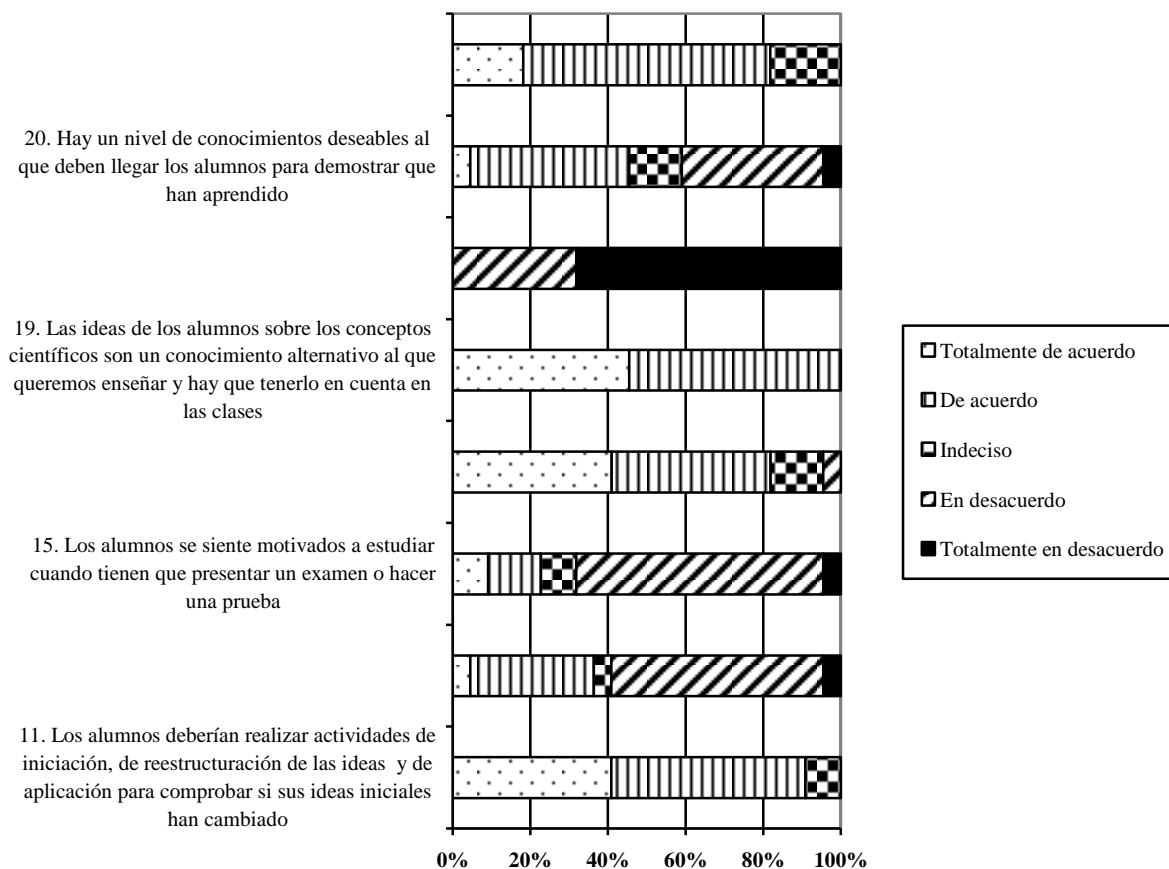 20. Hay un nivel de conocimientos deseables al
que deben llegar los alumnos para demostrar que
han aprendido
19. Las ideas de los alumnos sobre los conceptos
científicos son un conocimiento alternativo al que
queremos enseñar y hay que tenerlo en cuenta en
las clases
15. Los alumnos se siente motivados a estudiar
cuando tienen que presentar un examen o hacer
una prueba
11. Los alumnos deberían realizar actividades de
iniciación, de reestructuración de las ideas y de
aplicación para comprobar si sus ideas iniciales
han cambiado
0% 20% 40% 60% 80% 100%
Totalmente de acuerdo
De acuerdo
Indeciso
En desacuerdo
Totalmente en desacuerdo